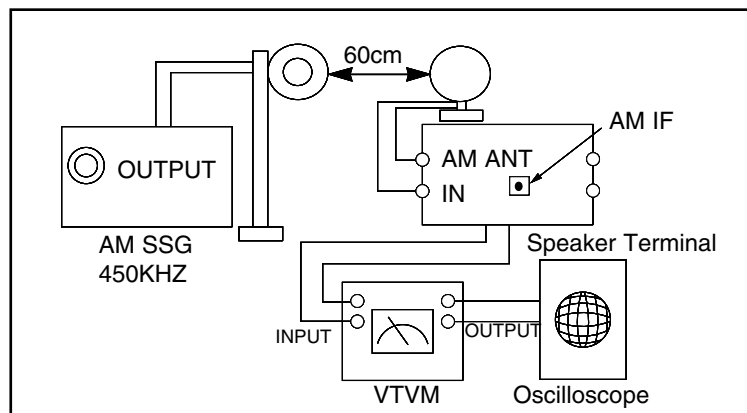 60cm
AM IF
OUTPUT
AM ANT
IN
AM SSG
450KHZ
Speaker Terminal
INPUT
OUTPUT
VTVM
Oscilloscope